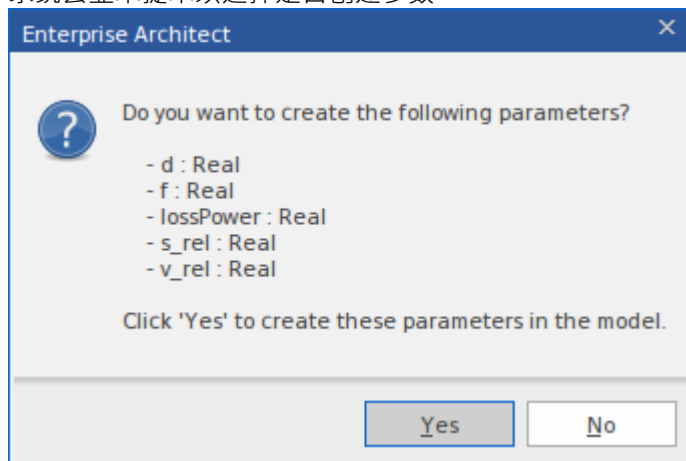 Enterprise Architect
Do you want to create the following parameters?
- d : Real
- f : Real
- lossPower : Real
- s_rel : Real
- v_rel : Real
Click 'Yes' to create these parameters in the model.
Yes
No